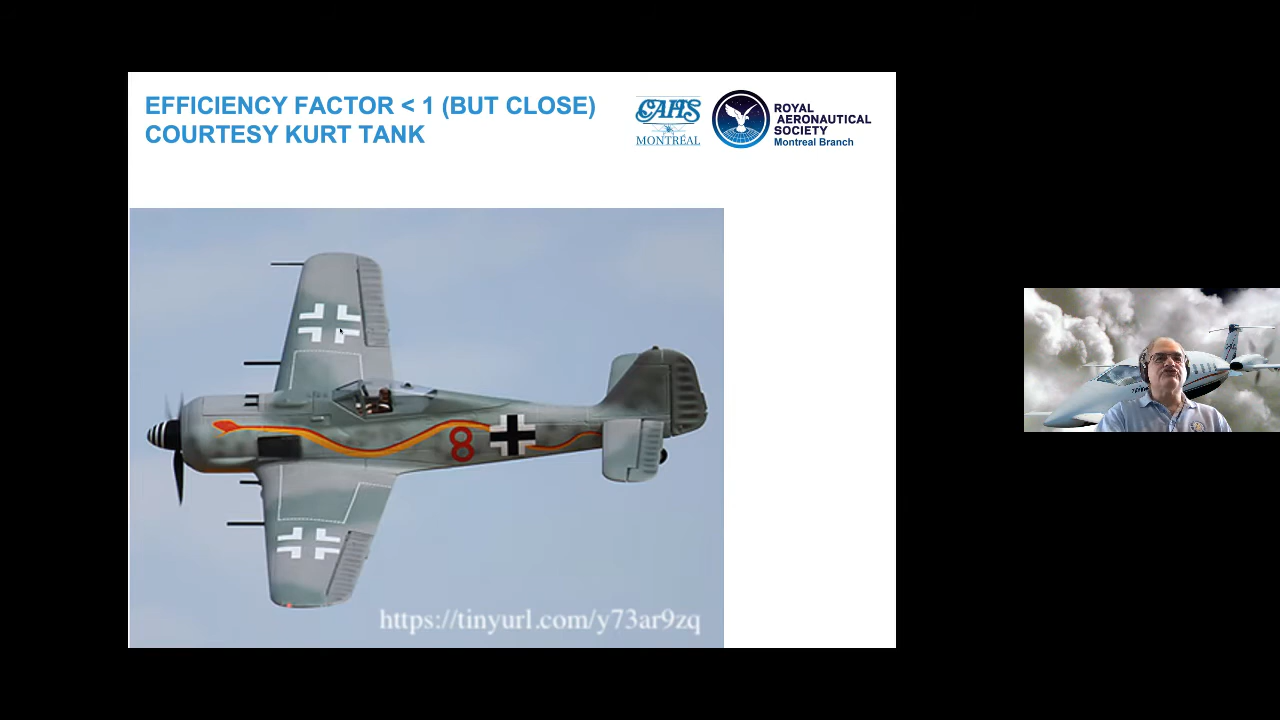 EFFICIENCY FACTOR < 1 (BUT CLOSE)
COURTESY KURT TANK
CAHS
MONTRÉAL
ROYAL
AERONAUTICAL
SOCIETY
Montreal Branch
8
https://tinyurl.com/y73ar9zq